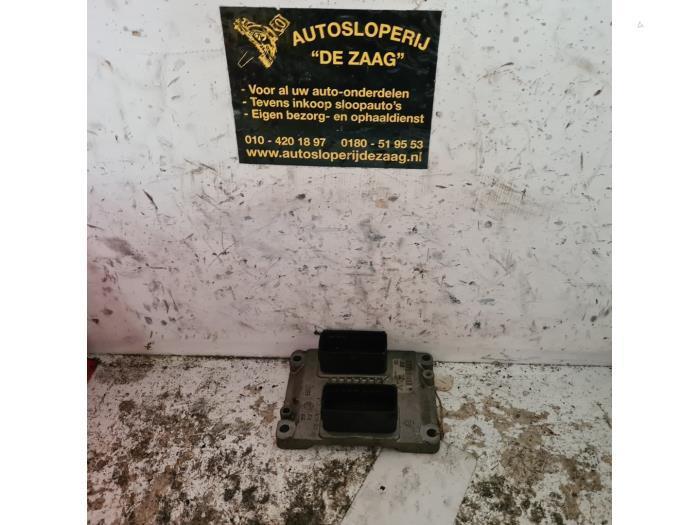 AUTOSLOPERIJ
"DE ZAAG"
- Voor al uw auto-onderdelen
- Tevens inkoop sloopauto's
- Eigen bezorg- en ophaaldienst
010 - 420 18 97 0180 - 51 95 53
www.autosloperijdezaag.nl